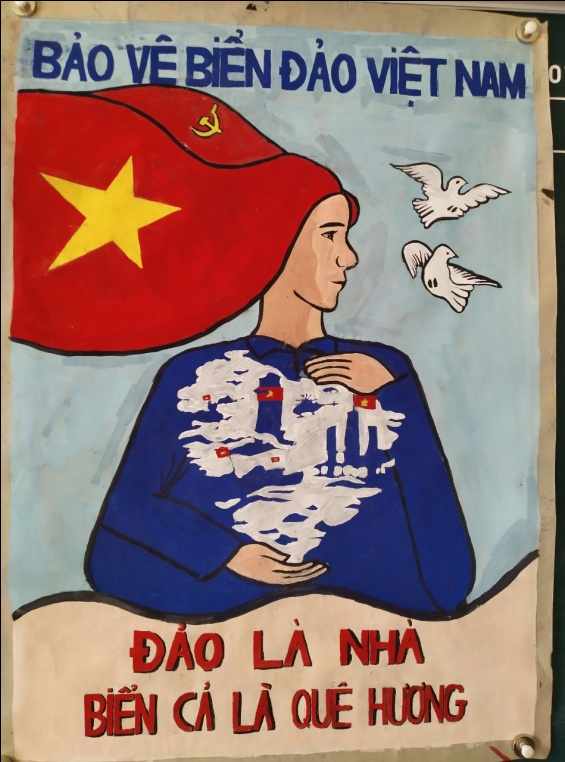 BẢO VỆ BIỂN ĐẢO VIỆT NAM
ĐẢO LÀ NHÀ
BIỂN CẢ LÀ QUÊ HƯƠNG